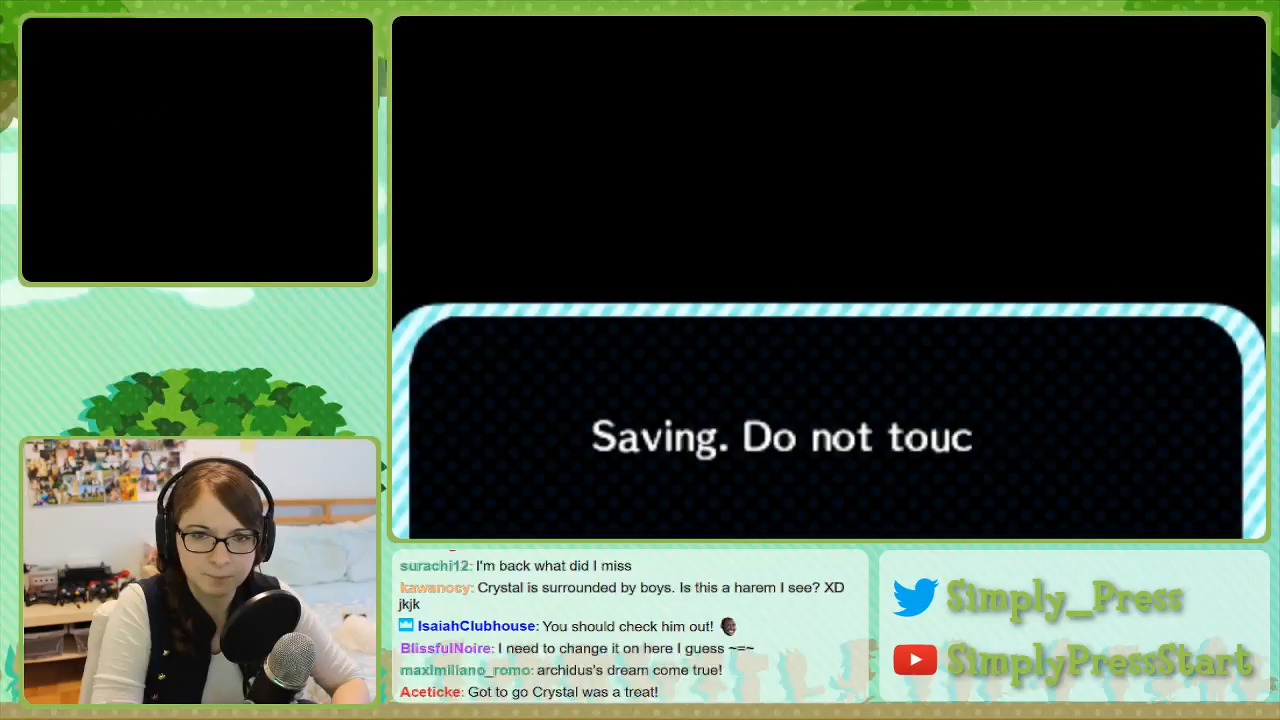 Saving. Do not touc
surachi12: I'm back what did I miss
kawanocy: Crystal is surrounded by boys. Is this a harem I see? XD
jkjk
IsaiahClubhouse: You should check him out!
BlissfulNoire: I need to change it on here I guess ~=~
maximiliano_romo: archidus's dream come true!
Aceticke: Got to go Crystal was a treat!
Simply_Press
SimplyPressStart